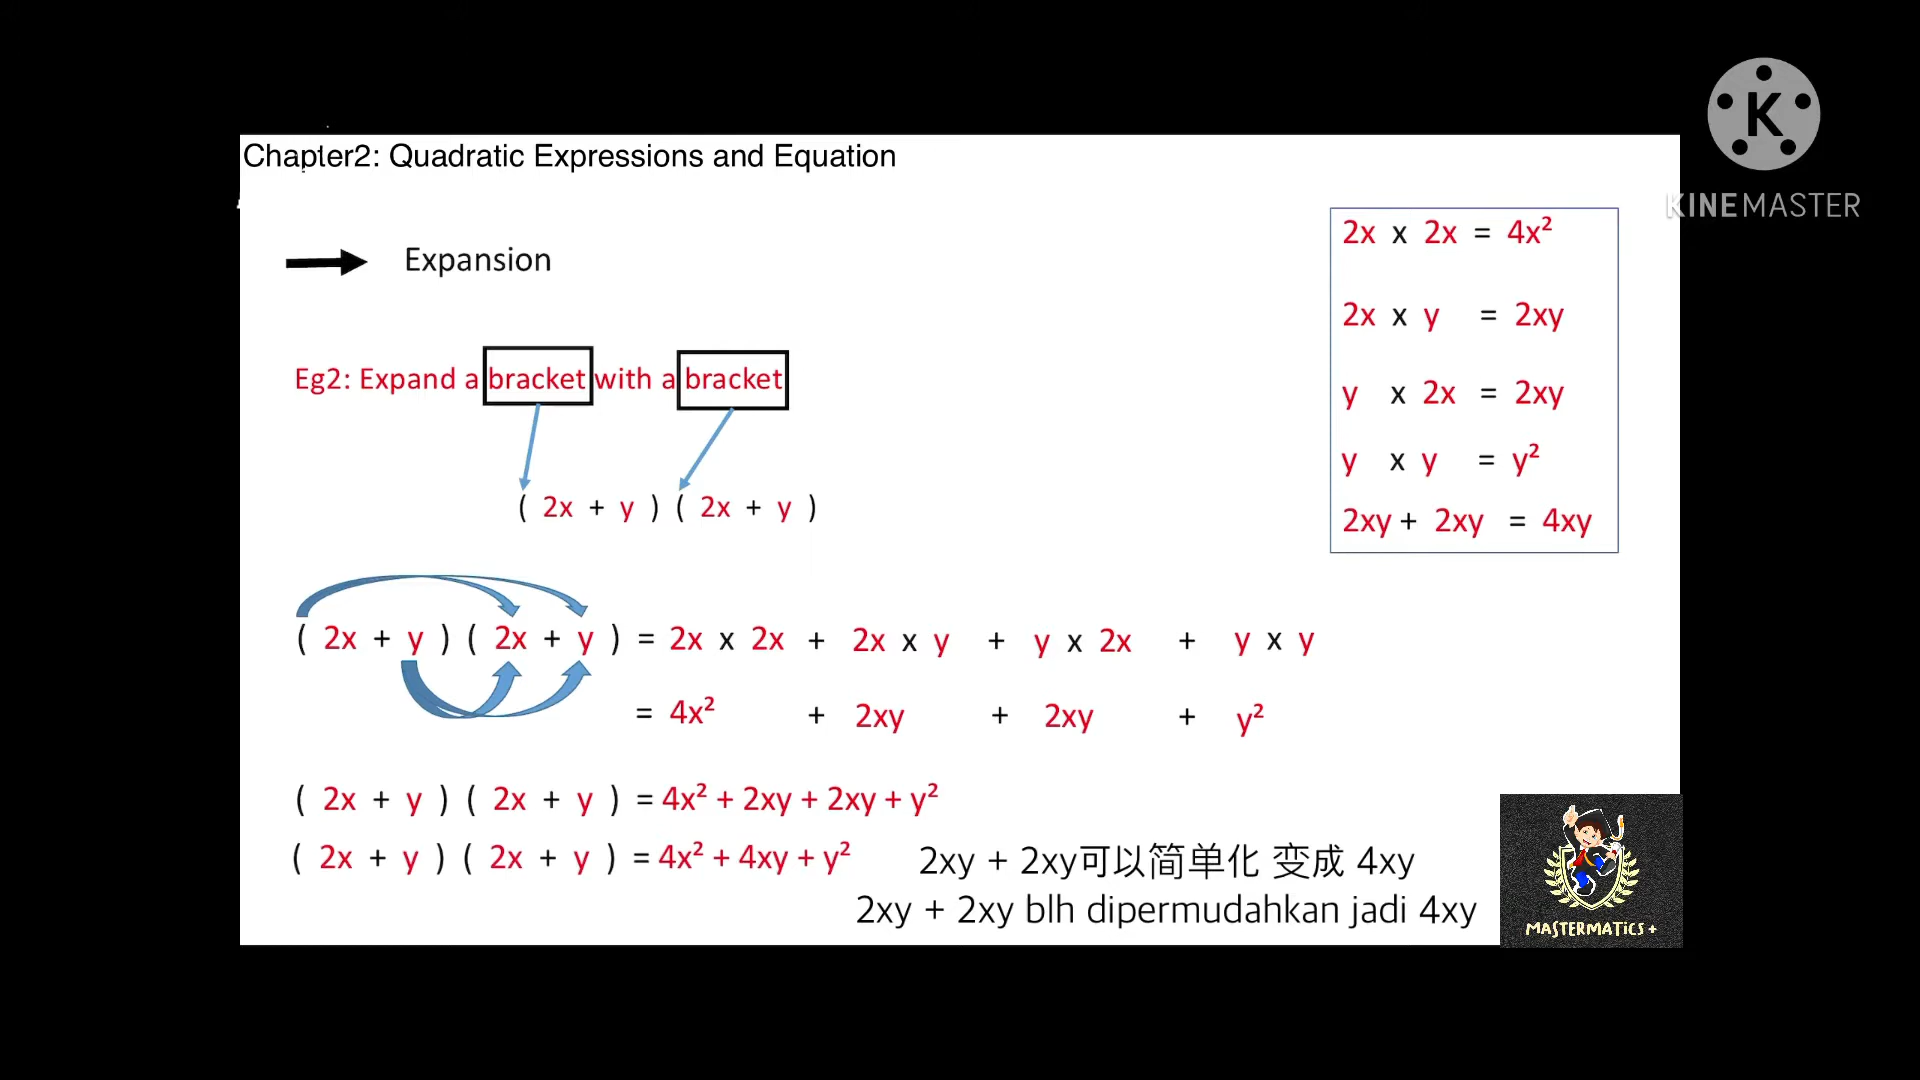 Chapter2: Quadratic Expressions and Equation
K
KINEMASTER
Expansion
Eg2: Expand a bracket with a bracket
( 2x + y ) ( 2x + y )
2x x 2x = 4x²
2x x y = 2xy
y x 2x = 2xy
y x y = y²
2xy + 2xy = 4xy
( 2x + y ) ( 2x + y ) = 2x x 2x + 2x x y + y x 2x + y x y
= 4x² + 2xy + 2xy + y²
( 2x + y ) ( 2x + y ) = 4x² + 2xy + 2xy + y²
( 2x + y ) ( 2x + y ) = 4x² + 4xy + y²
2xy + 2xy可以简单化 变成 4xy
2xy + 2xy blh dipermudahkan jadi 4xy
MASTERMATICS +